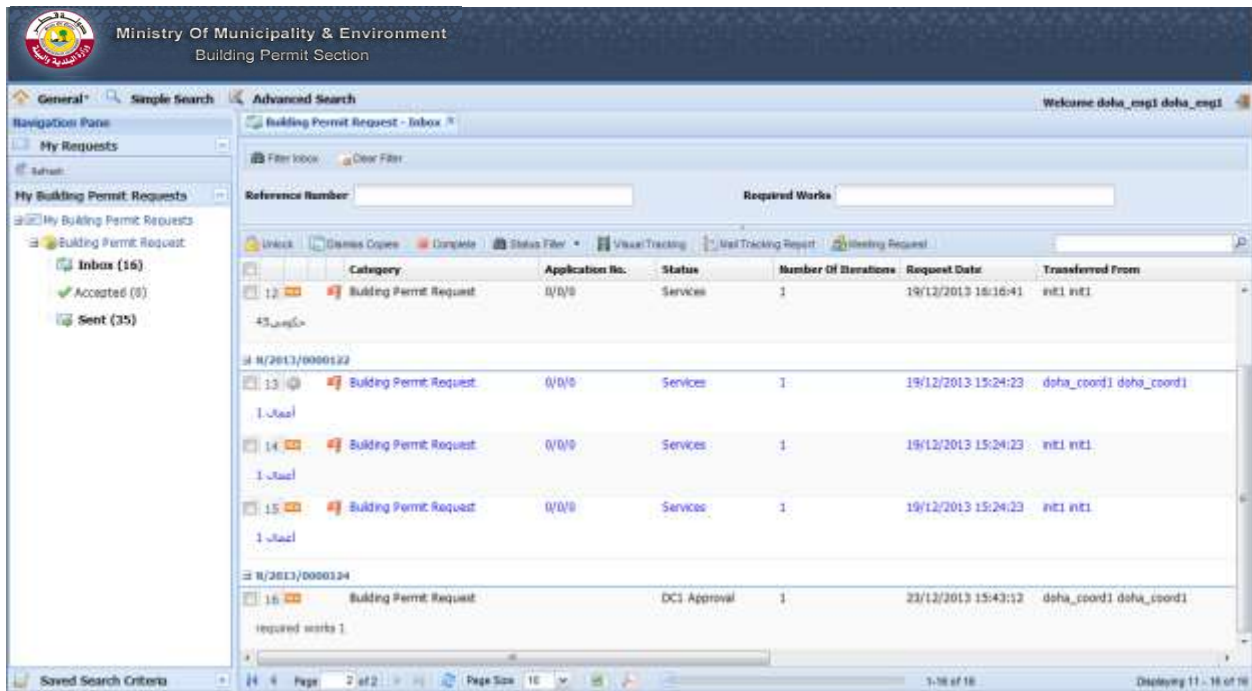 Ministry Of Municipality & Environment
Building Permit Section
General Simple Search Advanced Search Welcome doha_eng1 doha_eng1
Navigation Pane Building Permit Request - Inbox
My Requests
Filter Inbox Clear Filter
Refresh
My Building Permit Requests Reference Number Required Works
My Building Permit Requests
Building Permit Request Unlock Dismiss Copies Complete Status Filter Visual Tracking Mail Tracking Report Meeting Request
Inbox (16) Category Application No. Status Number Of Iterations Request Date Transferred From
Accepted (0) 12 Building Permit Request 0/0/0 Services 1 19/12/2013 16:16:41 init1 init1
Sent (35)
N/2013/0000122
13 Building Permit Request 0/0/0 Services 1 19/12/2013 15:24:23 doha_coord1 doha_coord1
أعمال 1
14 Building Permit Request 0/0/0 Services 1 19/12/2013 15:24:23 init1 init1
أعمال 1
15 Building Permit Request 0/0/0 Services 1 19/12/2013 15:24:23 init1 init1
أعمال 1
N/2013/0000134
16 Building Permit Request DC1 Approval 1 23/12/2013 15:43:13 doha_coord1 doha_coord1
required works 1
Saved Search Criteria Page 2 of 2 Page Size 10 1-16 of 16 Displaying 11 - 16 of 16